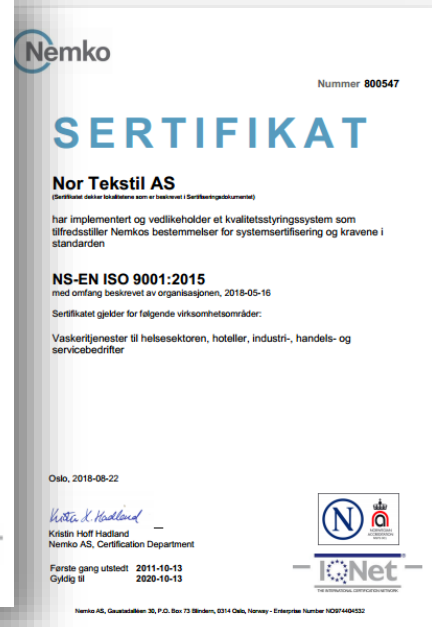 Nemko
Nummer 800547
SERTIFIKAT
Nor Tekstil AS
(Sertifikatet dekker lokalitetene som er beskrevet i Sertifiseringsdokumentet)
har implementert og vedlikeholder et kvalitetsstyringssystem som
tilfredsstiller Nemkos bestemmelser for systemsertifisering og kravene i
standarden
NS-EN ISO 9001:2015
med omfang beskrevet av organisasjonen, 2018-05-16
Sertifikatet gjelder for følgende virksomhetsområder:
Vaskeritjenester til helsesektoren, hoteller, industri-, handels- og
servicebedrifter
Oslo, 2018-08-22
Kristin H. Hadland
Kristin Hoff Hadland
Nemko AS, Certification Department
Første gang utstedt 2011-10-13
Gyldig til 2020-10-13
N
NORWEGIAN
ACCREDITATION
IQNet
THE INTERNATIONAL CERTIFICATION NETWORK
Nemko AS, Gaustadalléen 30, P.O. Box 73 Blindern, 0314 Oslo, Norway - Enterprise Number NO974404532